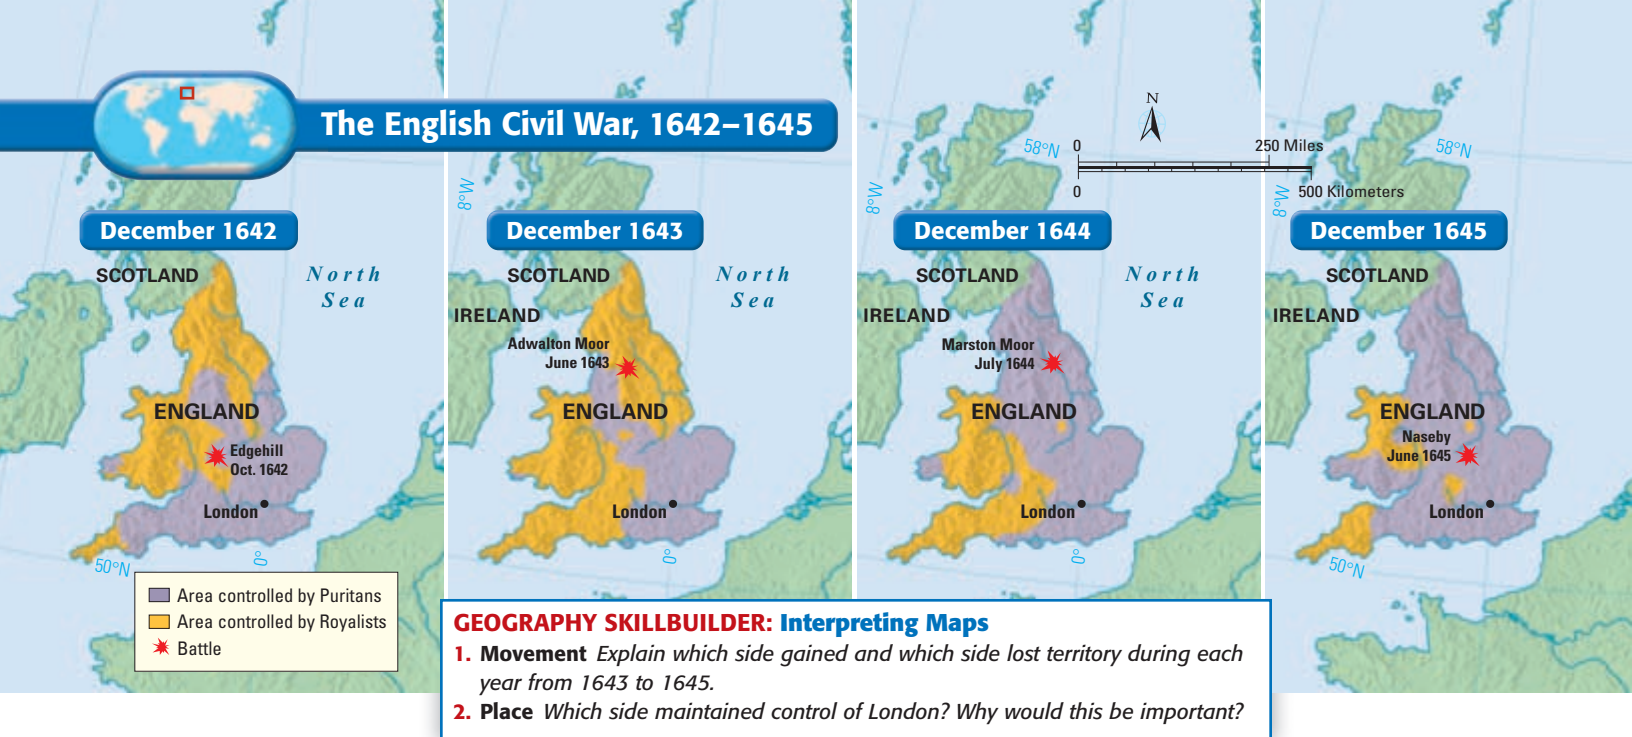 The English Civil War, 1642–1645
December 1642
SCOTLAND
North
Sea
ENGLAND
Edgehill
Oct. 1642
London
50°N
0°
Area controlled by Puritans
Area controlled by Royalists
Battle
8°W
December 1643
SCOTLAND
North
Sea
IRELAND
Adwalton Moor
June 1643
ENGLAND
London
0°
N
58°N
0 250 Miles
0 500 Kilometers
8°W
December 1644
SCOTLAND
North
Sea
IRELAND
Marston Moor
July 1644
ENGLAND
London
0°
58°N
8°W
December 1645
SCOTLAND
IRELAND
ENGLAND
Naseby
June 1645
London
50°N
GEOGRAPHY SKILLBUILDER: Interpreting Maps
1. Movement Explain which side gained and which side lost territory during each
year from 1643 to 1645.
2. Place Which side maintained control of London? Why would this be important?